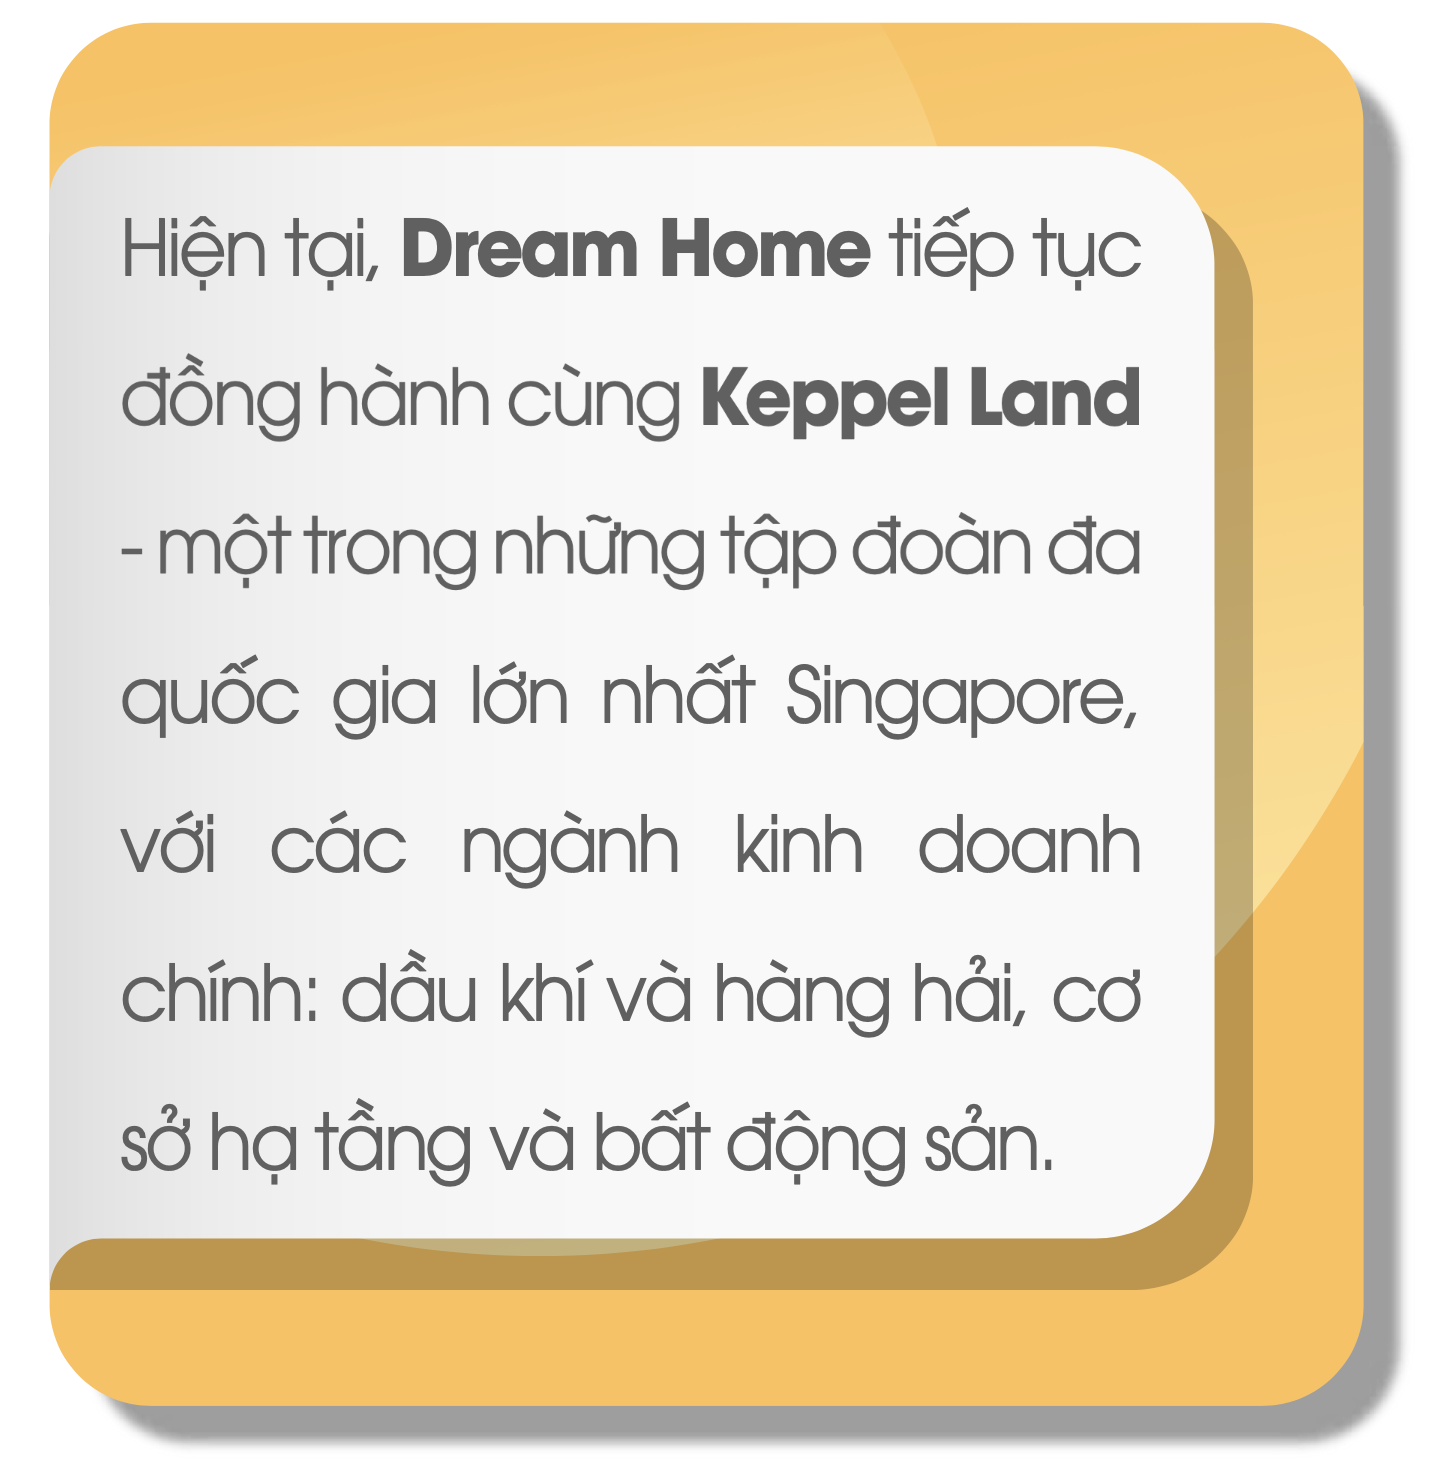 Hiện tại, Dream Home tiếp tục
đồng hành cùng Keppel Land
- một trong những tập đoàn đa
quốc gia lớn nhất Singapore,
với các ngành kinh doanh
chính: dầu khí và hàng hải, cơ
sở hạ tầng và bất động sản.